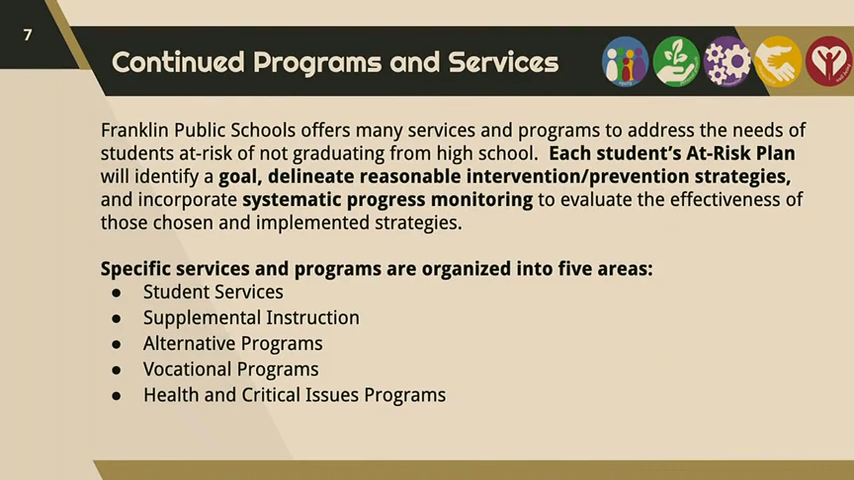 7
Continued Programs and Services
Franklin Public Schools offers many services and programs to address the needs of
students at-risk of not graduating from high school. Each student's At-Risk Plan
will identify a goal, delineate reasonable intervention/prevention strategies,
and incorporate systematic progress monitoring to evaluate the effectiveness of
those chosen and implemented strategies.
Specific services and programs are organized into five areas:
● Student Services
● Supplemental Instruction
● Alternative Programs
● Vocational Programs
● Health and Critical Issues Programs